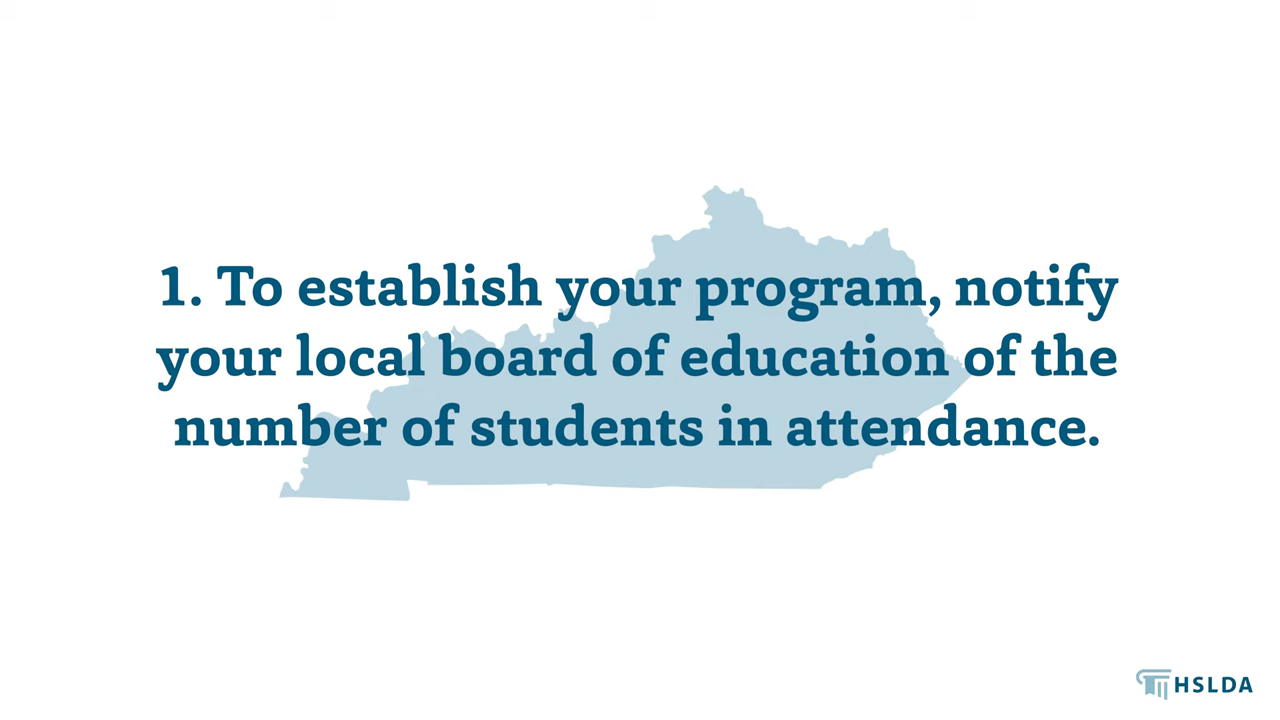 1. To establish your program, notify
your local board of education of the
number of students in attendance.
HSLDA